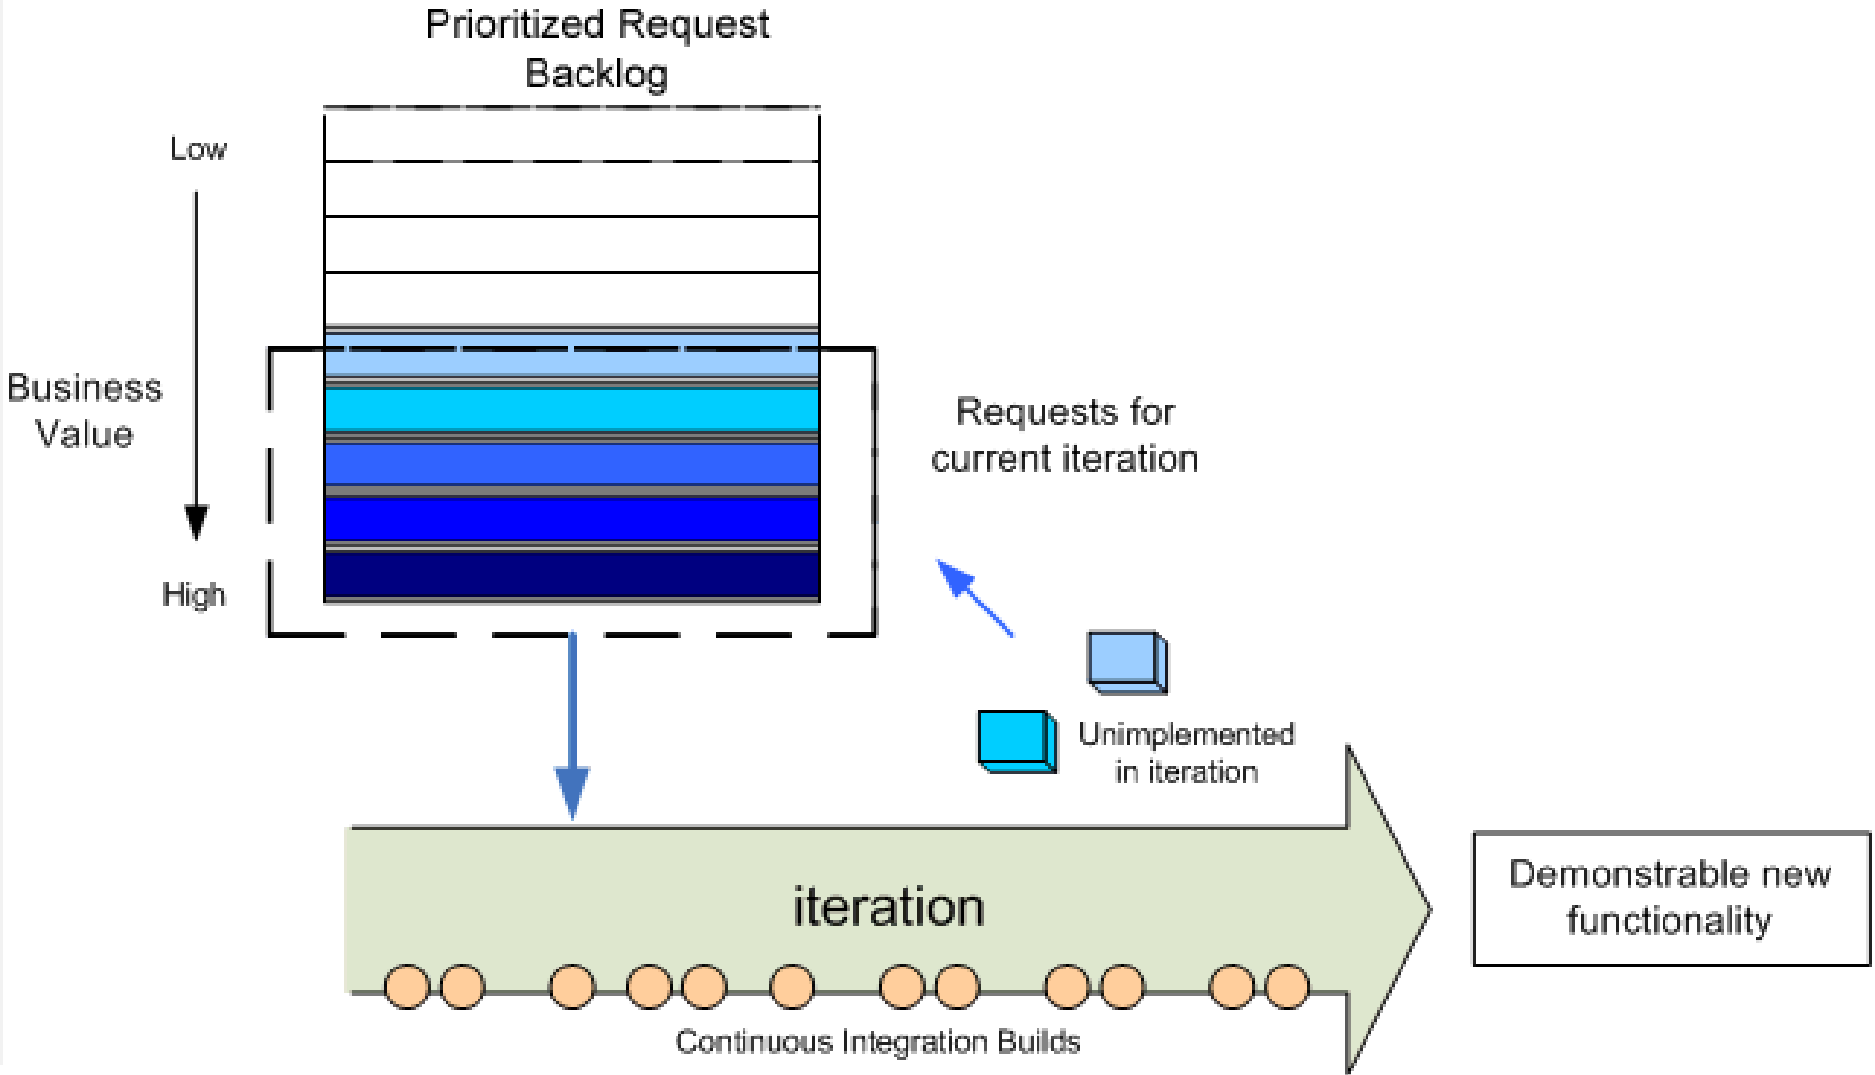 Prioritized Request
Backlog
Low
Business
Value
High
Requests for
current iteration
Unimplemented
in iteration
iteration
Demonstrable new
functionality
Continuous Integration Builds